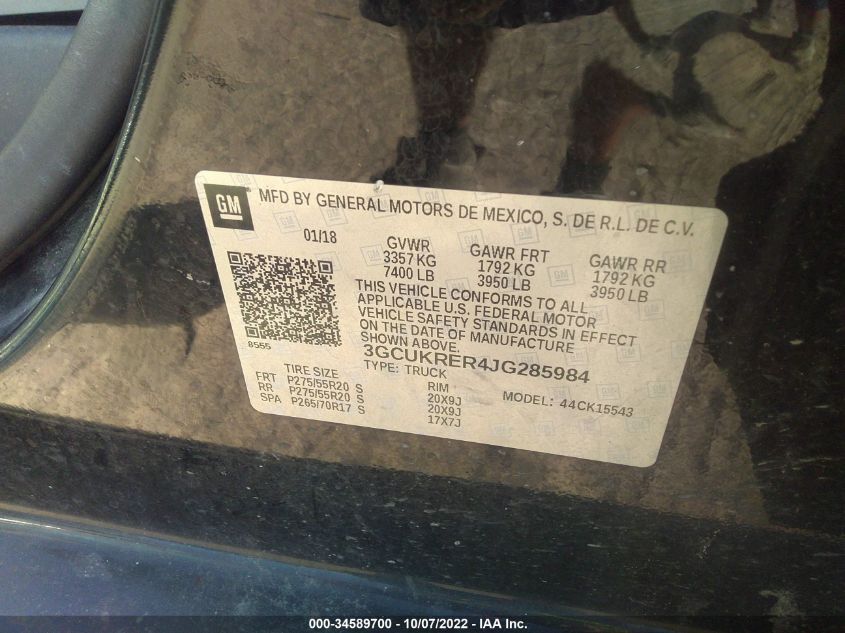 GM
MFD BY GENERAL MOTORS DE MEXICO, S. DE R.L. DE C.V.
01/18
GVWR
3357 KG
7400 LB
GAWR FRT
1792 KG
3950 LB
GAWR RR
1792 KG
3950 LB
THIS VEHICLE CONFORMS TO ALL
APPLICABLE U.S. FEDERAL MOTOR
VEHICLE SAFETY STANDARDS IN EFFECT
ON THE DATE OF MANUFACTURE
SHOWN ABOVE.
3GCUKRER4JG285984
8555
TYPE: TRUCK
MODEL: 44CK15543
TIRE SIZE RIM
FRT P275/55R20 S 20X9J
RR P275/55R20 S 20X9J
SPA P265/70R17 S 17X7J
000-34589700 - 10/07/2022 - IAA Inc.